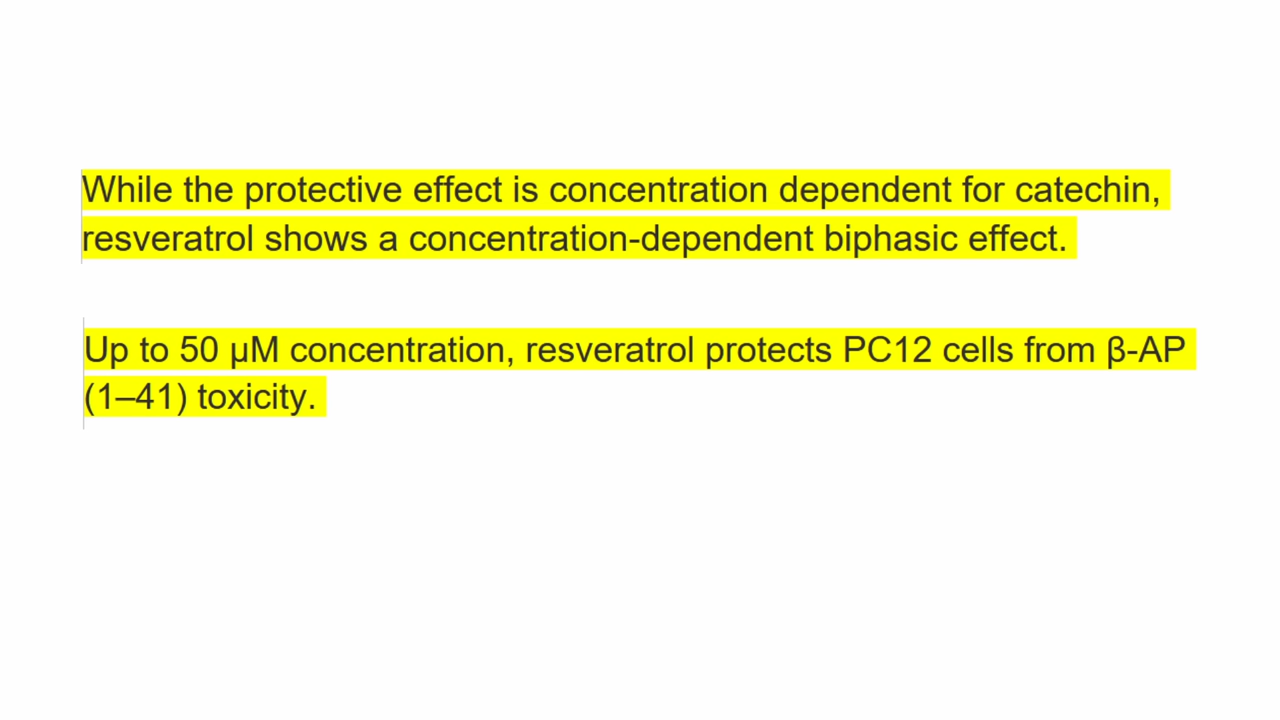 While the protective effect is concentration dependent for catechin,
resveratrol shows a concentration-dependent biphasic effect.
Up to 50 μM concentration, resveratrol protects PC12 cells from β-AP
(1–41) toxicity.